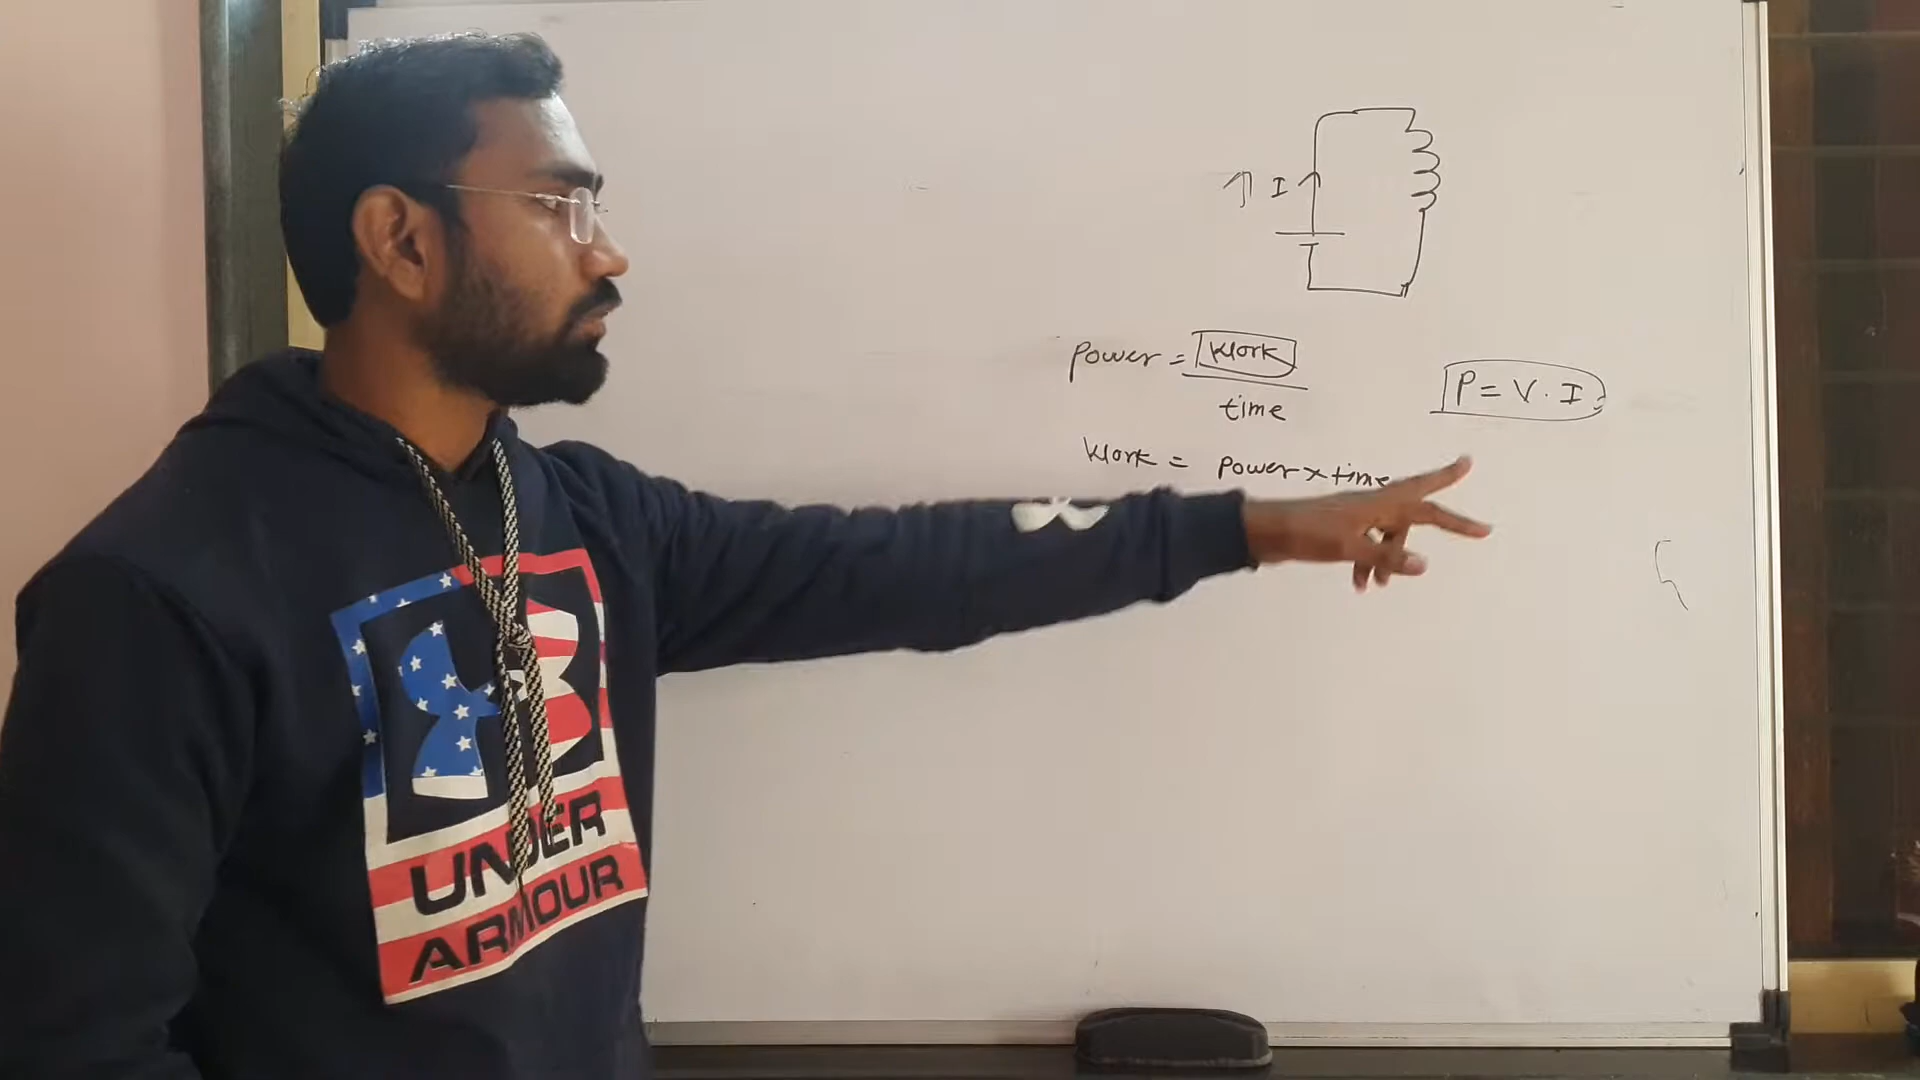 I
power = work
time
P = V. I
work = power x time
UNDER
ARMOUR